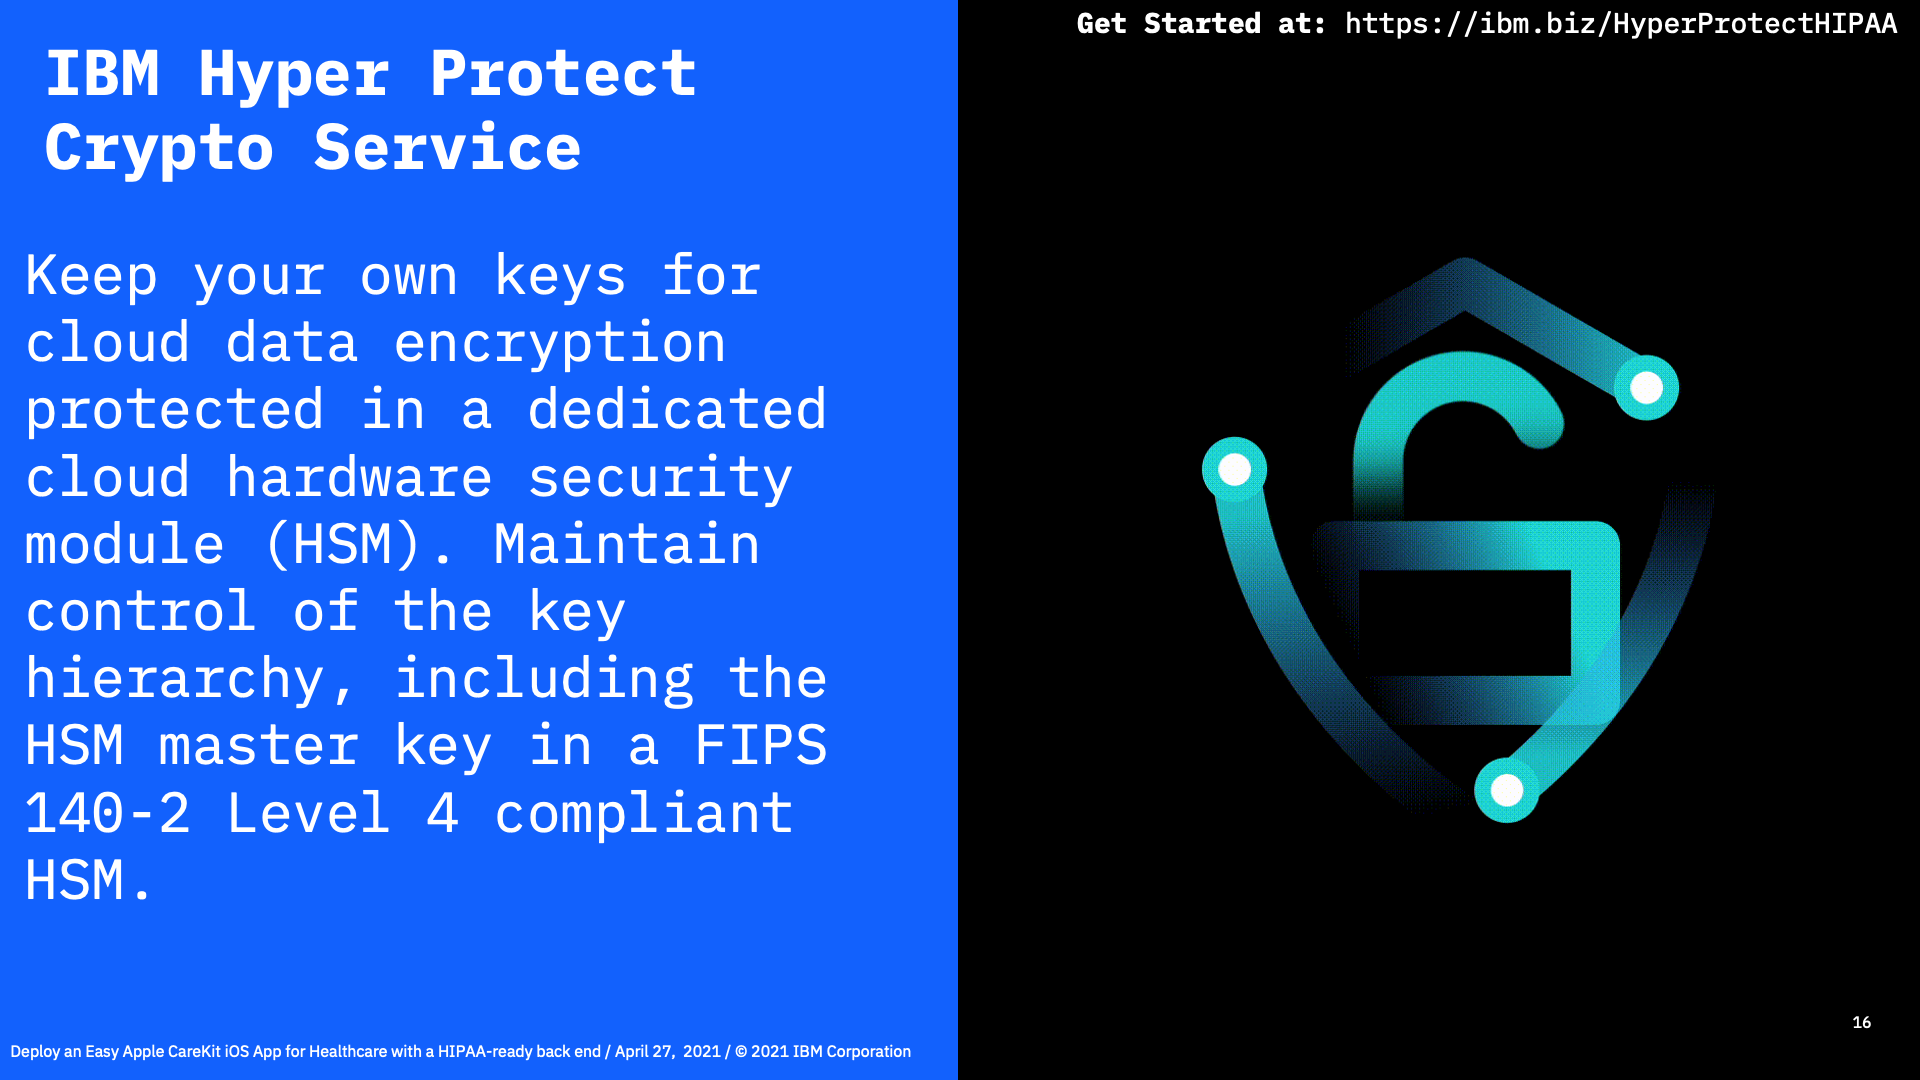 Get Started at: https://ibm.biz/HyperProtectHIPAA
IBM Hyper Protect
Crypto Service
Keep your own keys for
cloud data encryption
protected in a dedicated
cloud hardware security
module (HSM). Maintain
control of the key
hierarchy, including the
HSM master key in a FIPS
140-2 Level 4 compliant
HSM.
16
Deploy an Easy Apple CareKit iOS App for Healthcare with a HIPAA-ready back end / April 27, 2021 / © 2021 IBM Corporation